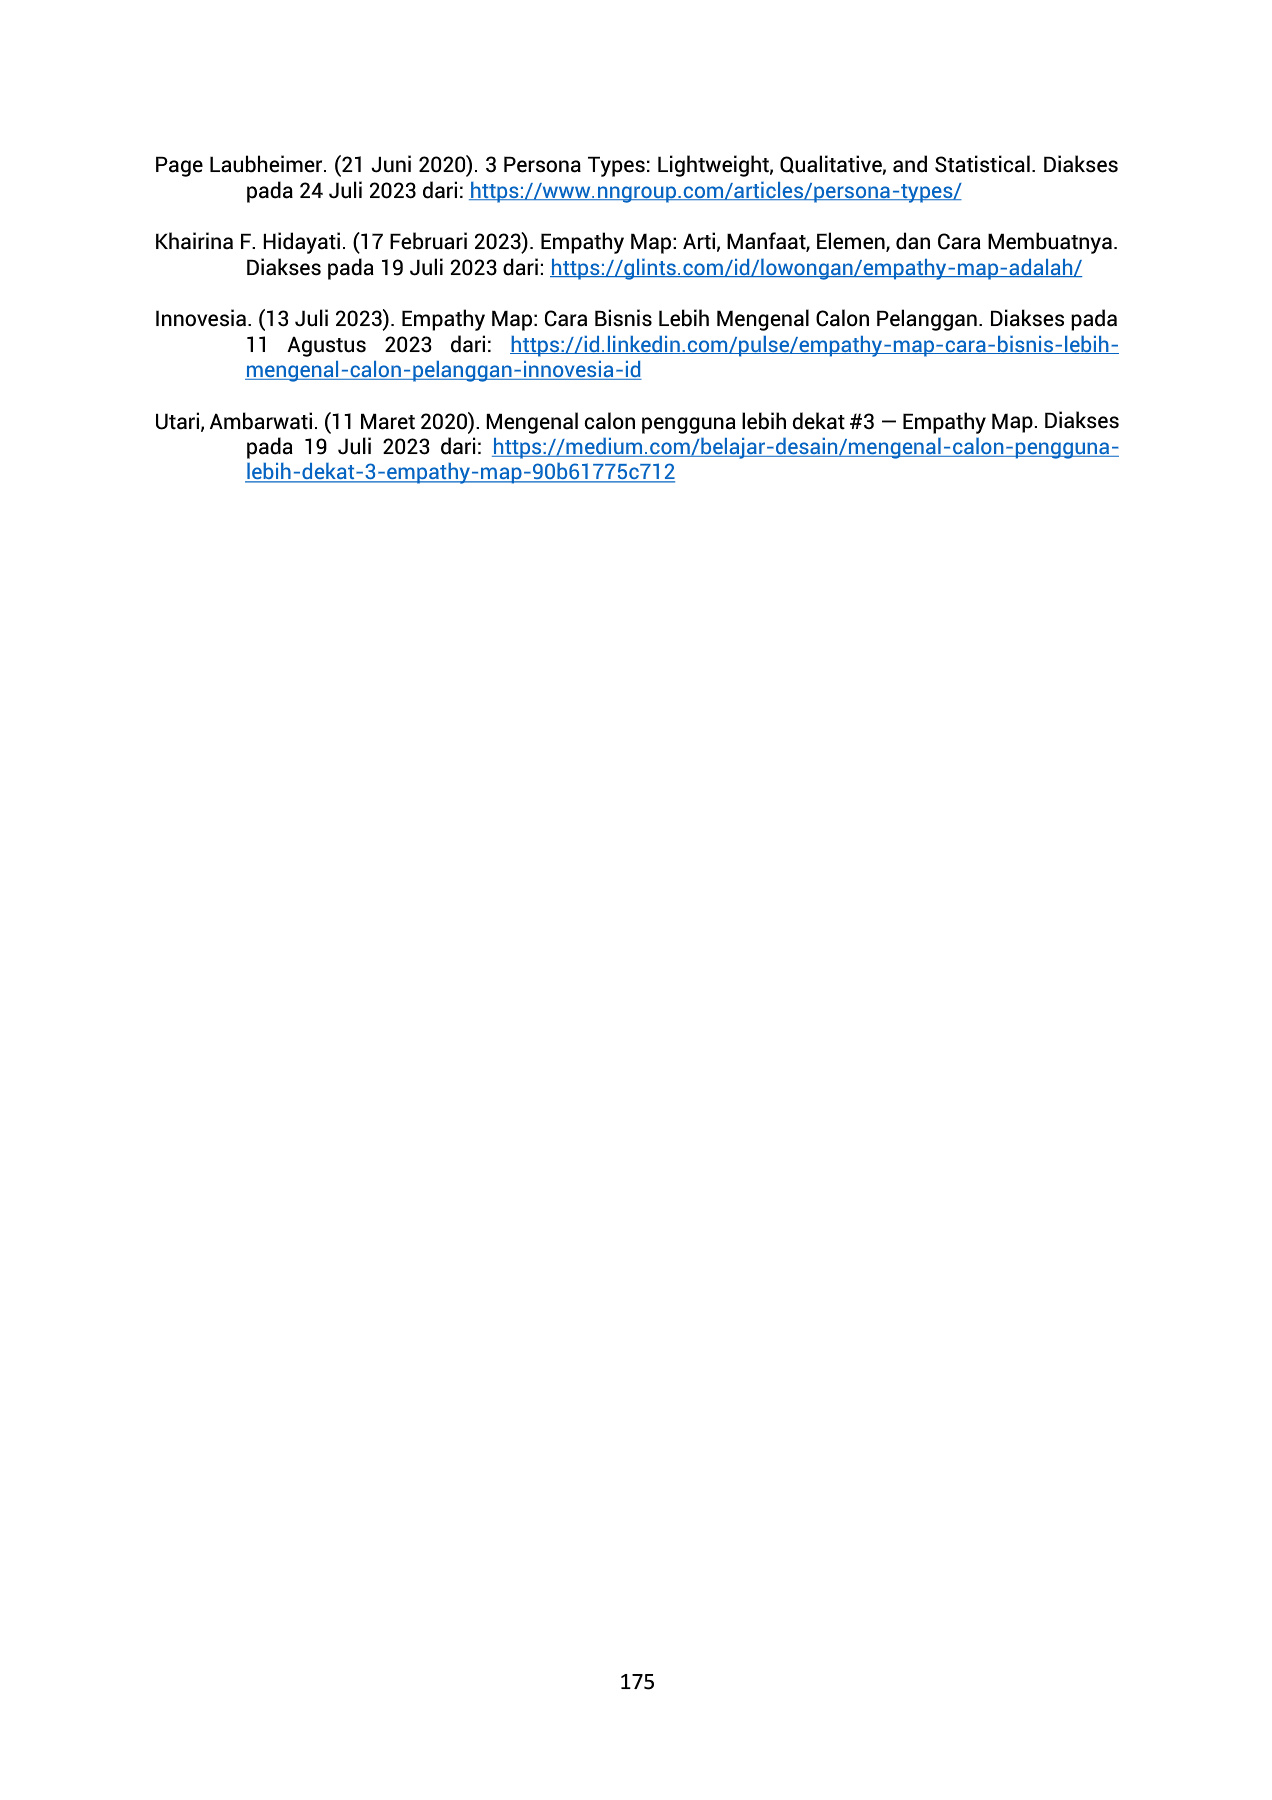 Page Laubheimer. (21 Juni 2020). 3 Persona Types: Lightweight, Qualitative, and Statistical. Diakses
pada 24 Juli 2023 dari: https://www.nngroup.com/articles/persona-types/
Khairina F. Hidayati. (17 Februari 2023). Empathy Map: Arti, Manfaat, Elemen, dan Cara Membuatnya.
Diakses pada 19 Juli 2023 dari: https://glints.com/id/lowongan/empathy-map-adalah/
Innovesia. (13 Juli 2023). Empathy Map: Cara Bisnis Lebih Mengenal Calon Pelanggan. Diakses pada
11 Agustus 2023 dari: https://id.linkedin.com/pulse/empathy-map-cara-bisnis-lebih-
mengenal-calon-pelanggan-innovesia-id
Utari, Ambarwati. (11 Maret 2020). Mengenal calon pengguna lebih dekat #3 — Empathy Map. Diakses
pada 19 Juli 2023 dari: https://medium.com/belajar-desain/mengenal-calon-pengguna-
lebih-dekat-3-empathy-map-90b61775c712
175